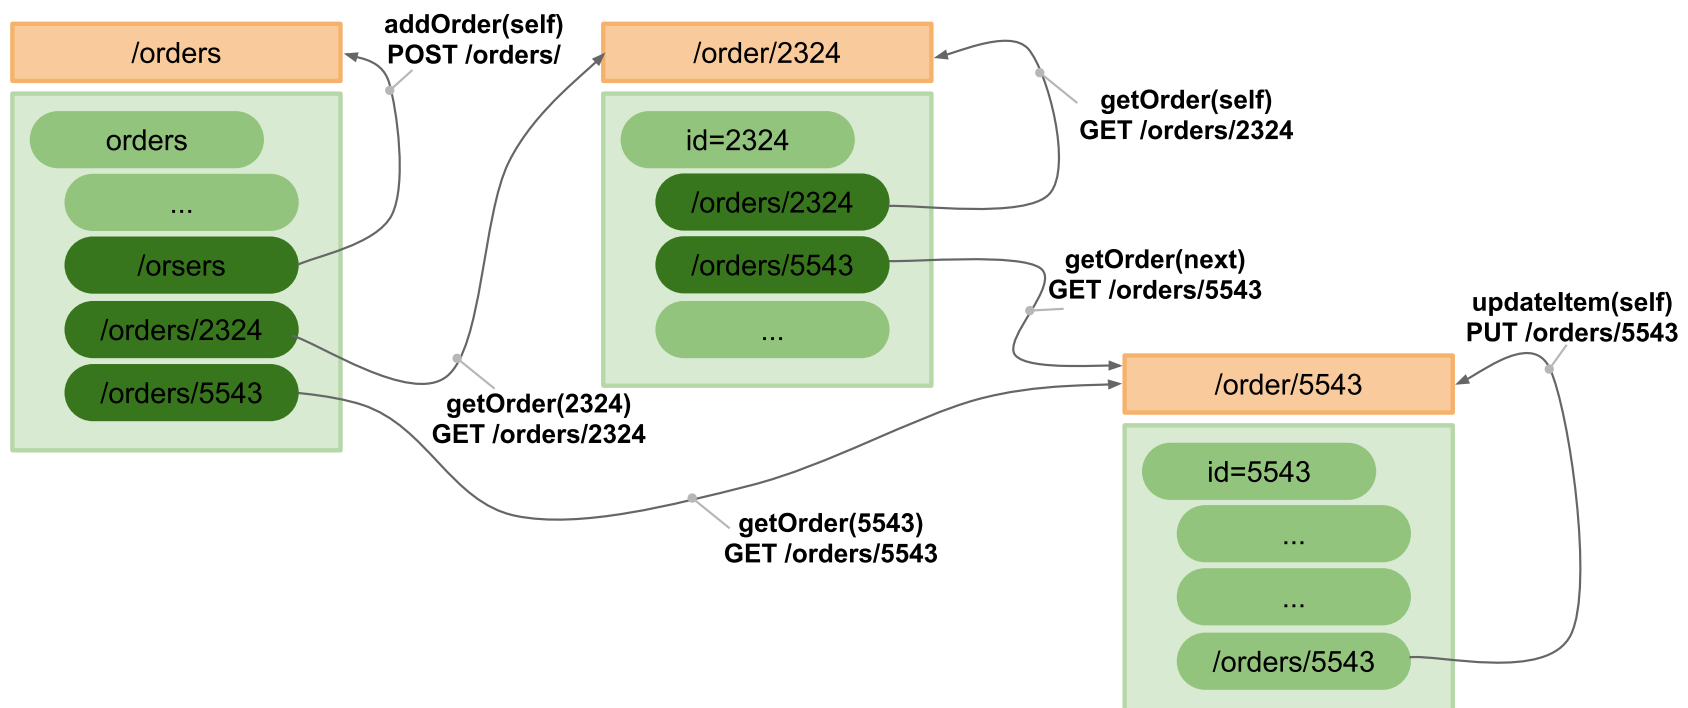 /orders
addOrder(self)
POST /orders/
orders
...
/orsers
/orders/2324
/orders/5543
getOrder(2324)
GET /orders/2324
getOrder(5543)
GET /orders/5543
/order/2324
id=2324
/orders/2324
/orders/5543
...
getOrder(self)
GET /orders/2324
getOrder(next)
GET /orders/5543
updateItem(self)
PUT /orders/5543
/order/5543
id=5543
...
...
/orders/5543